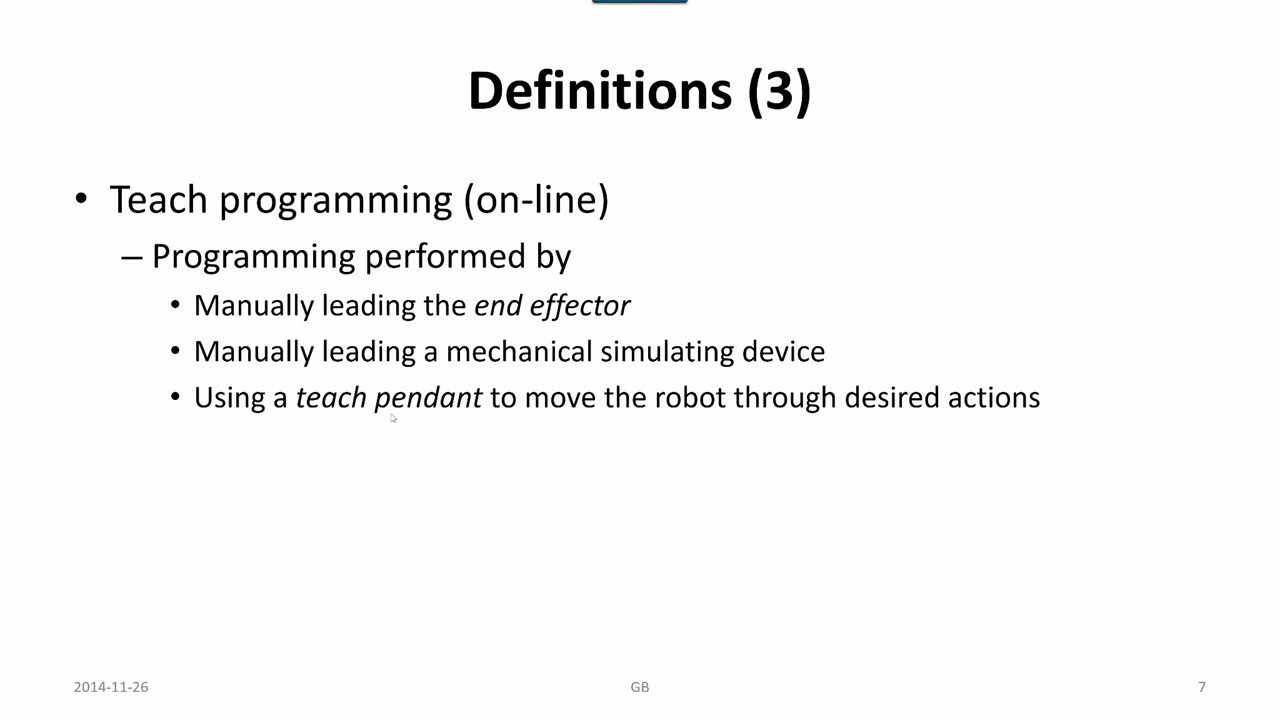 Definitions (3)
• Teach programming (on-line)
– Programming performed by
• Manually leading the end effector
• Manually leading a mechanical simulating device
• Using a teach pendant to move the robot through desired actions
2014-11-26
GB
7